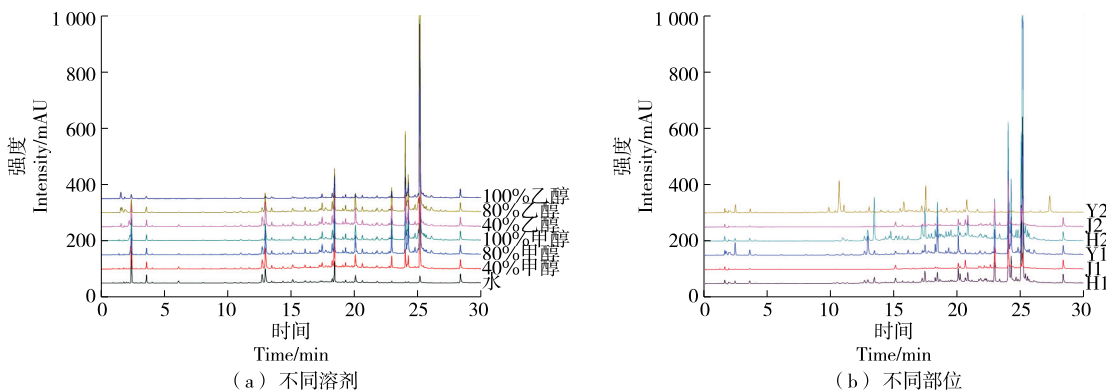 1 000
800
600
400
200
0
强度
Intensity/mAU
100%乙醇
80%乙醇
40%乙醇
100%甲醇
80%甲醇
40%甲醇
水
0 5 10 15 20 25 30
时间
Time/min
(a) 不同溶剂
1 000
800
600
400
200
0
强度
Intensity/mAU
Y2
J2
H2
Y1
J1
H1
0 5 10 15 20 25 30
时间
Time/min
(b) 不同部位